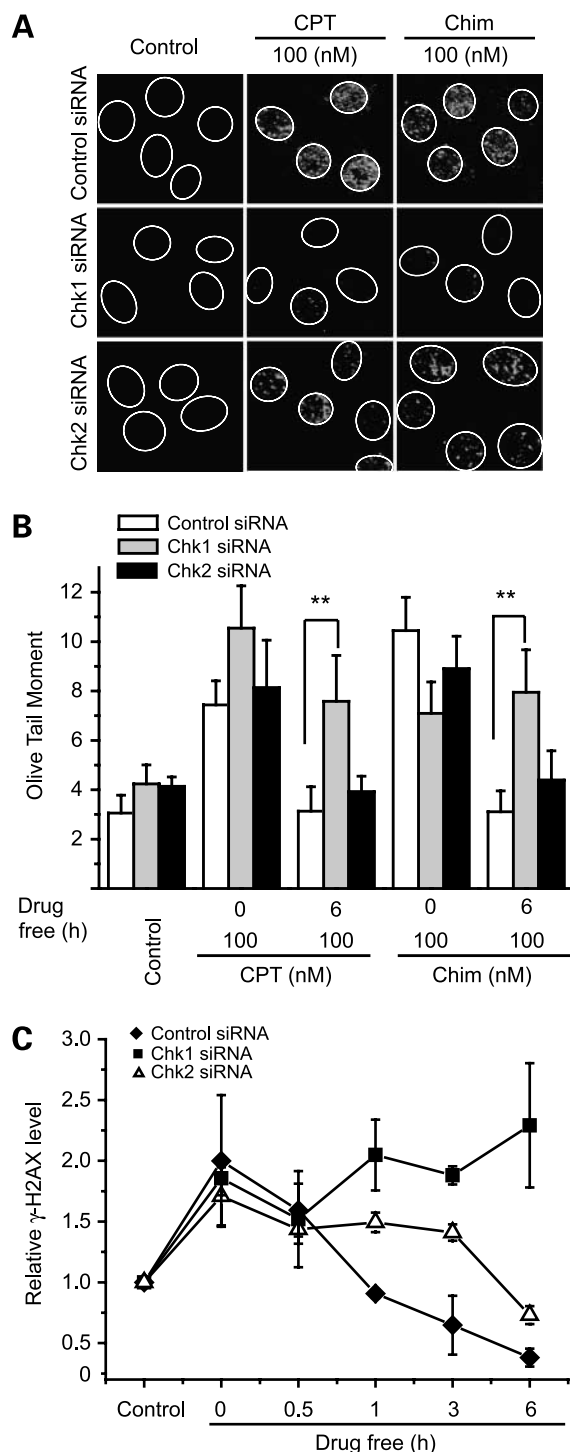 A
Control
CPT
100 (nM)
Chim
100 (nM)
Control siRNA
Chk1 siRNA
Chk2 siRNA
B
Control siRNA
Chk1 siRNA
Chk2 siRNA
Olive Tail Moment
12
10
8
6
4
2
**
**
Drug free (h)
0 6 0 6
Control
100 100 100 100
CPT (nM) Chim (nM)
C
Control siRNA
Chk1 siRNA
Chk2 siRNA
Relative γ-H2AX level
3.0
2.5
2.0
1.5
1.0
0.5
0
Control 0 0.5 1 3 6
Drug free (h)